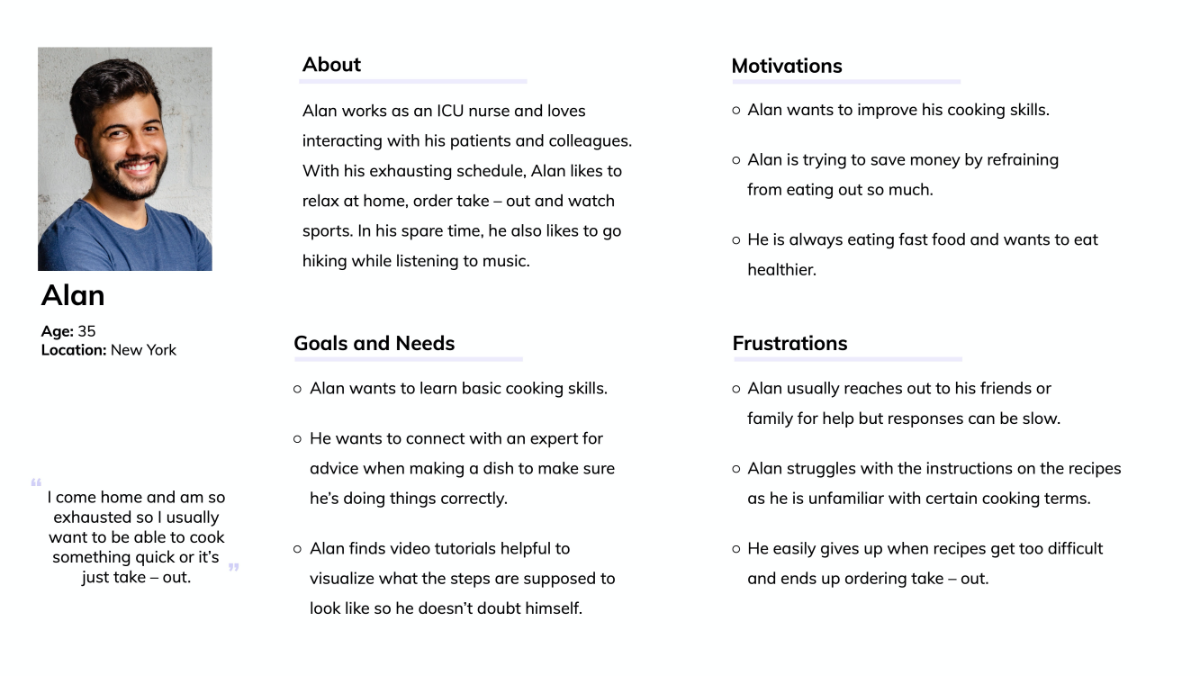 Alan
Age: 35
Location: New York
“
I come home and am so
exhausted so I usually
want to be able to cook
something quick or it’s
just take – out.
”
About
Alan works as an ICU nurse and loves
interacting with his patients and colleagues.
With his exhausting schedule, Alan likes to
relax at home, order take – out and watch
sports. In his spare time, he also likes to go
hiking while listening to music.
Motivations
Alan wants to improve his cooking skills.
Alan is trying to save money by refraining
from eating out so much.
He is always eating fast food and wants to eat
healthier.
Goals and Needs
Alan wants to learn basic cooking skills.
He wants to connect with an expert for
advice when making a dish to make sure
he’s doing things correctly.
Alan finds video tutorials helpful to
visualize what the steps are supposed to
look like so he doesn’t doubt himself.
Frustrations
Alan usually reaches out to his friends or
family for help but responses can be slow.
Alan struggles with the instructions on the recipes
as he is unfamiliar with certain cooking terms.
He easily gives up when recipes get too difficult
and ends up ordering take – out.